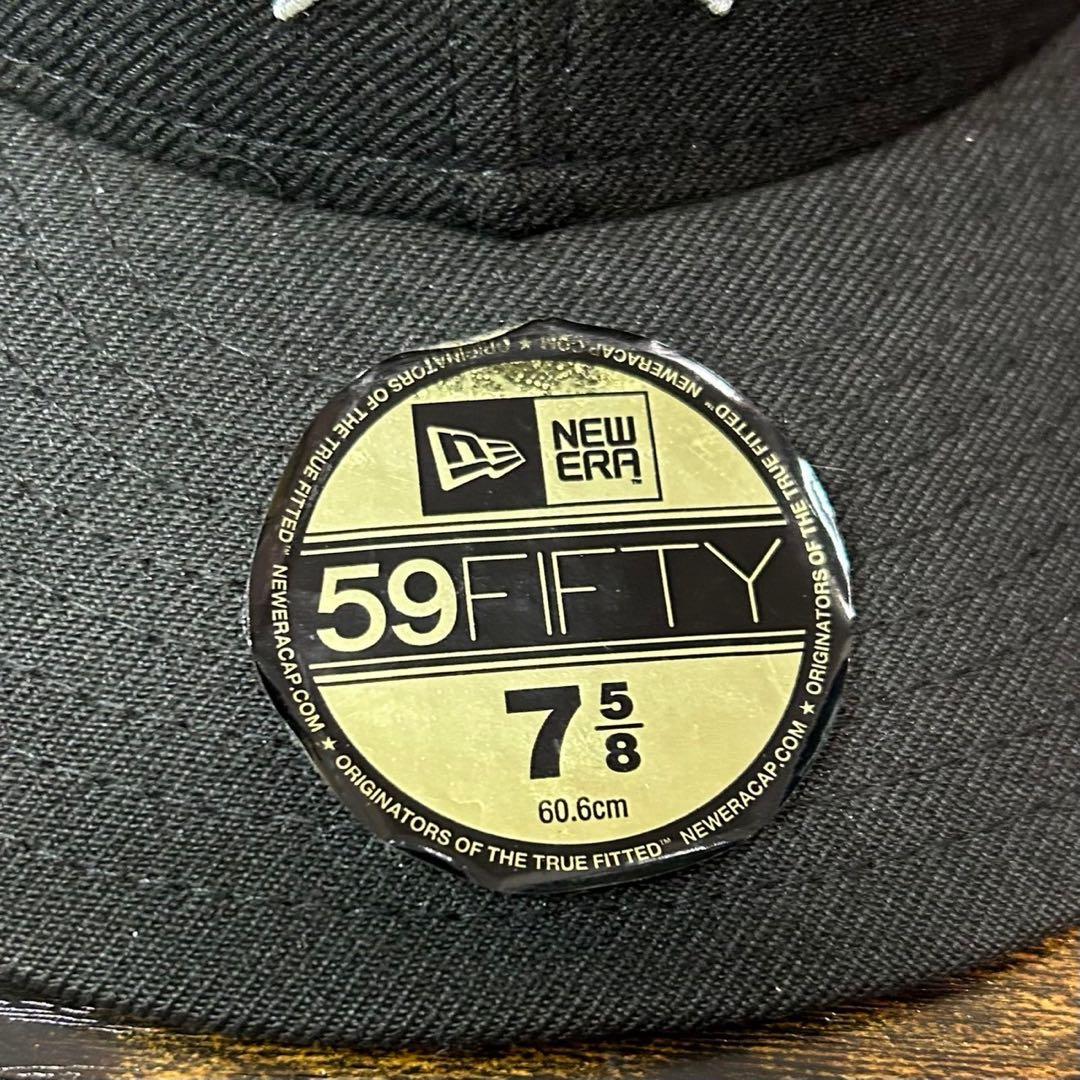 NEW
ERA™
59FIFTY
7 5/8
60.6cm
ORIGINATORS OF THE TRUE FITTED™ NEWERACAP.COM ★ ORIGINATORS OF THE TRUE FITTED™ NEWERACAP.COM ★ ORIGINATORS OF THE TRUE FITTED™ NEWERACAP.COM ★